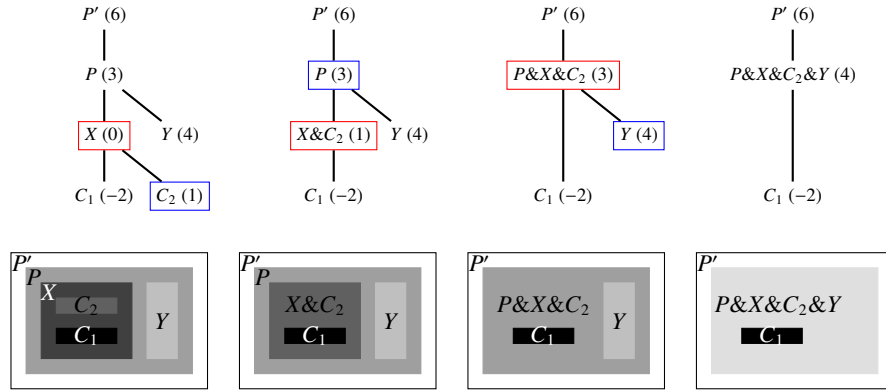 P′ (6)
P (3)
X (0)
Y (4)
C₁ (−2)
C₂ (1)
P′ (6)
P (3)
X&C₂ (1)
Y (4)
C₁ (−2)
P′ (6)
P&X&C₂ (3)
Y (4)
C₁ (−2)
P′ (6)
P&X&C₂&Y (4)
C₁ (−2)
P′
P
X
C₂
C₁
Y
P′
P
X&C₂
C₁
Y
P′
P&X&C₂
C₁
Y
P′
P&X&C₂&Y
C₁